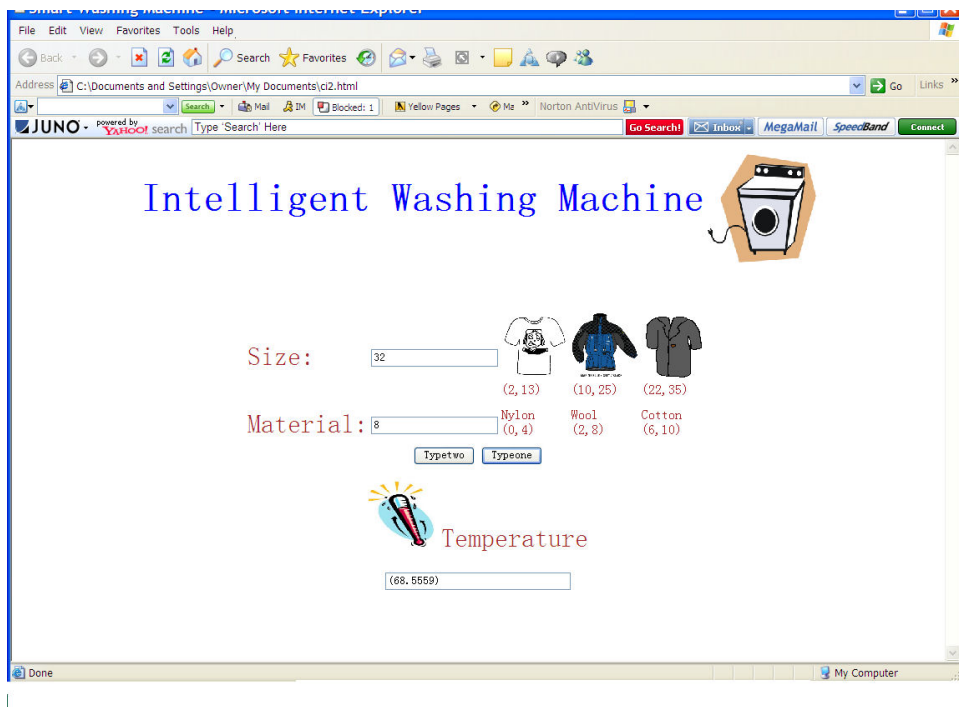 Smart Washing Machine - Microsoft Internet Explorer
File Edit View Favorites Tools Help
Back Search Favorites
Address C:\Documents and Settings\Owner\My Documents\ci2.html Go Links »
Search Mail IM Blocked: 1 Yellow Pages Ma » Norton AntiVirus
JUNO powered by YAHOO! search Type 'Search' Here Go Search! Inbox MegaMail SpeedBand Connect
Intelligent Washing Machine
Size: 32
(2,13) (10,25) (22,35)
Material: 8 Nylon Wool Cotton
(0,4) (2,8) (6,10)
Typetwo Typeone
Temperature
(68.5559)
Done My Computer